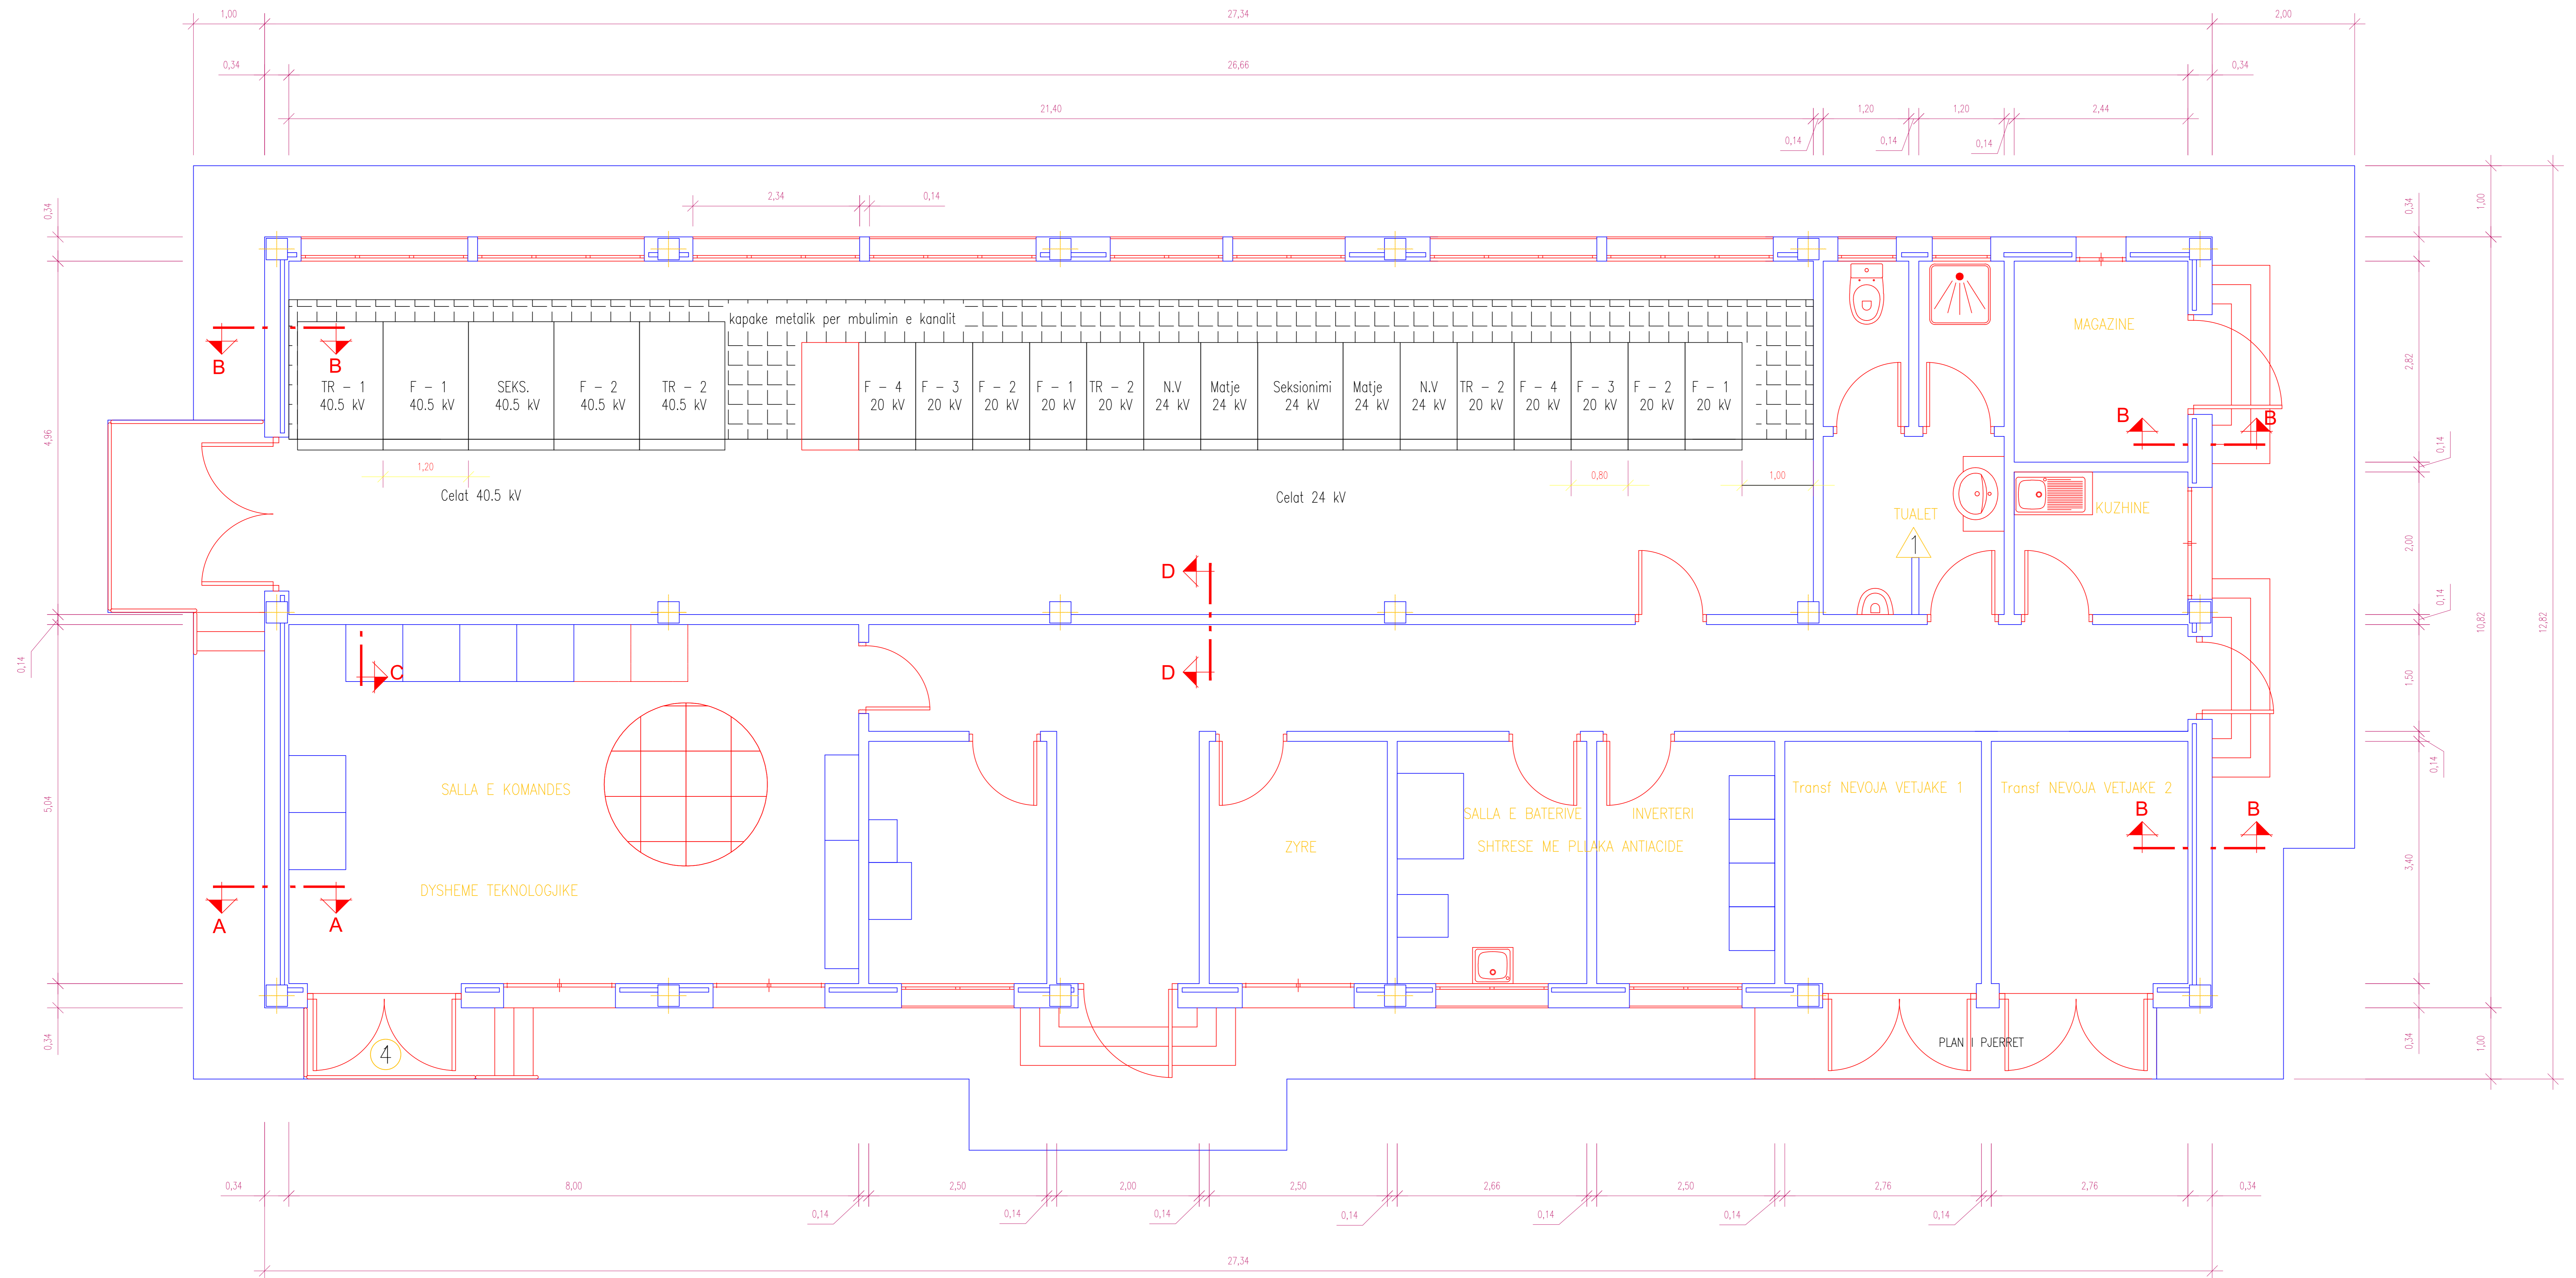 1,00
27,34
2,00
0,34
26,66
0,34
21,40
1,20
1,20
2,44
0,14
0,14
0,14
0,34
2,34
0,14
0,34
1,00
kapake metalik per mbulimin e kanalit
B
B
MAGAZINE
TR - 1
40.5 kV
F - 1
40.5 kV
SEKS.
40.5 kV
F - 2
40.5 kV
TR - 2
40.5 kV
F - 4
20 kV
F - 3
20 kV
F - 2
20 kV
F - 1
20 kV
TR - 2
20 kV
N.V
24 kV
Matje
24 kV
Seksionimi
24 kV
Matje
24 kV
N.V
24 kV
TR - 2
20 kV
F - 4
20 kV
F - 3
20 kV
F - 2
20 kV
F - 1
20 kV
2,82
B
B
4,96
0,14
1,20
0,80
1,00
Celat 40.5 kV
Celat 24 kV
TUALET
1
KUZHINE
2,00
D
0,14
10,82
12,82
0,14
C
D
1,50
0,14
SALLA E KOMANDES
Transf NEVOJA VETJAKE 1
Transf NEVOJA VETJAKE 2
5,04
SALLA E BATERIVE
INVERTERI
B
B
ZYRE
SHTRESE ME PLLAKA ANTIACIDE
3,40
DYSHEME TEKNOLOGJIKE
A
A
0,34
4
PLAN I PJERRET
0,34
1,00
0,34
8,00
2,50
2,00
2,50
2,66
2,50
2,76
2,76
0,34
0,14
0,14
0,14
0,14
0,14
0,14
0,14
27,34